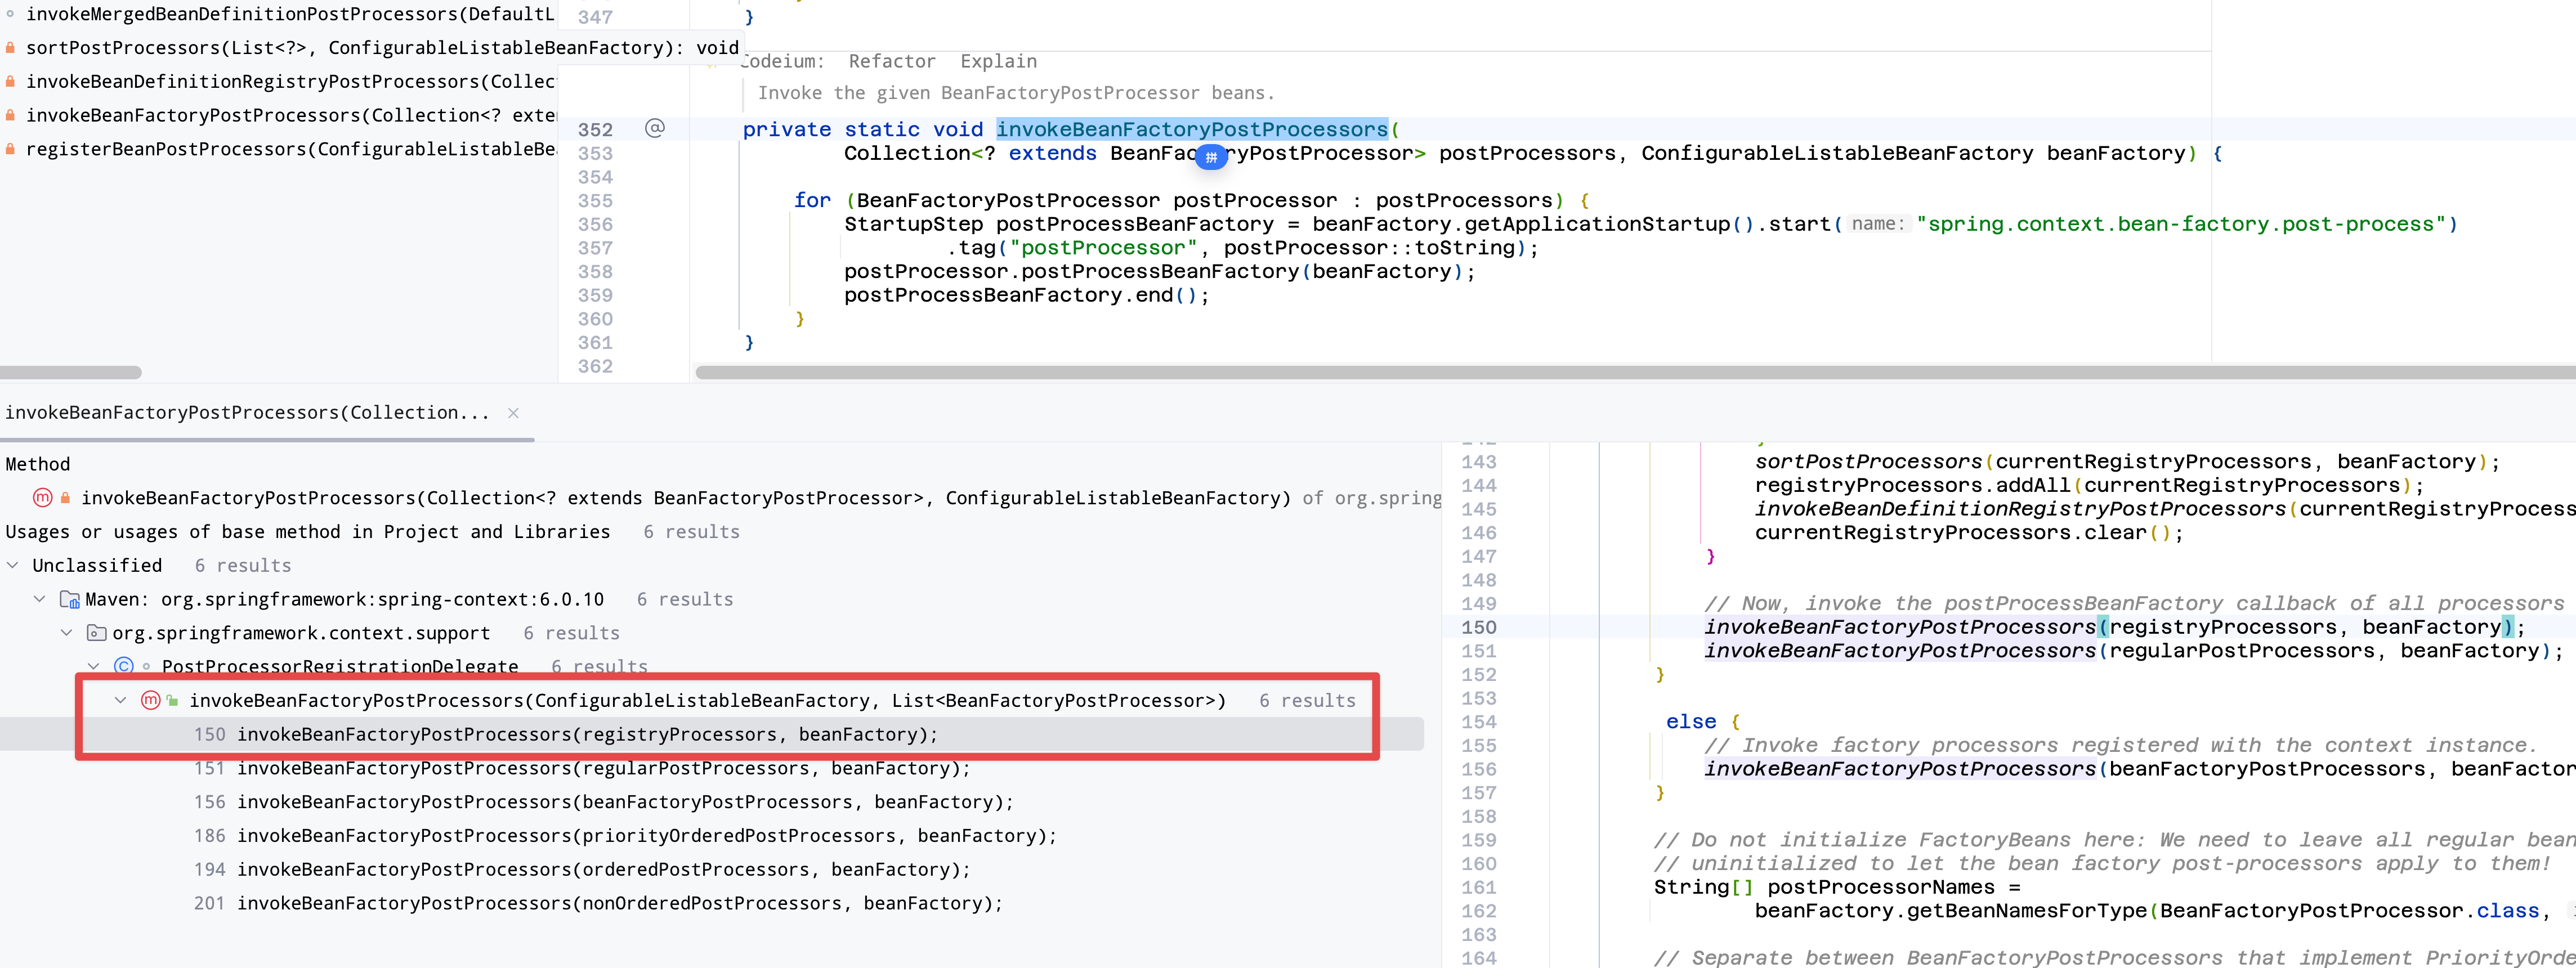 invokeMergedBeanDefinitionPostProcessors(DefaultL
sortPostProcessors(List<?>, ConfigurableListableBeanFactory): void
invokeBeanDefinitionRegistryPostProcessors(Collec
invokeBeanFactoryPostProcessors(Collection<? exte
registerBeanPostProcessors(ConfigurableListableBe
347 }
Codeium: Refactor Explain
Invoke the given BeanFactoryPostProcessor beans.
352 @ private static void invokeBeanFactoryPostProcessors(
353 Collection<? extends BeanFactoryPostProcessor> postProcessors, ConfigurableListableBeanFactory beanFactory) {
354
355 for (BeanFactoryPostProcessor postProcessor : postProcessors) {
356 StartupStep postProcessBeanFactory = beanFactory.getApplicationStartup().start( name: "spring.context.bean-factory.post-process")
357 .tag("postProcessor", postProcessor::toString);
358 postProcessor.postProcessBeanFactory(beanFactory);
359 postProcessBeanFactory.end();
360 }
361 }
362
invokeBeanFactoryPostProcessors(Collection...
Method
invokeBeanFactoryPostProcessors(Collection<? extends BeanFactoryPostProcessor>, ConfigurableListableBeanFactory) of org.spring
Usages or usages of base method in Project and Libraries 6 results
Unclassified 6 results
Maven: org.springframework:spring-context:6.0.10 6 results
org.springframework.context.support 6 results
PostProcessorRegistrationDelegate 6 results
invokeBeanFactoryPostProcessors(ConfigurableListableBeanFactory, List<BeanFactoryPostProcessor>) 6 results
150 invokeBeanFactoryPostProcessors(registryProcessors, beanFactory);
151 invokeBeanFactoryPostProcessors(regularPostProcessors, beanFactory);
156 invokeBeanFactoryPostProcessors(beanFactoryPostProcessors, beanFactory);
186 invokeBeanFactoryPostProcessors(priorityOrderedPostProcessors, beanFactory);
194 invokeBeanFactoryPostProcessors(orderedPostProcessors, beanFactory);
201 invokeBeanFactoryPostProcessors(nonOrderedPostProcessors, beanFactory);
143 sortPostProcessors(currentRegistryProcessors, beanFactory);
144 registryProcessors.addAll(currentRegistryProcessors);
145 invokeBeanDefinitionRegistryPostProcessors(currentRegistryProcess
146 currentRegistryProcessors.clear();
147 }
148
149 // Now, invoke the postProcessBeanFactory callback of all processors
150 invokeBeanFactoryPostProcessors(registryProcessors, beanFactory);
151 invokeBeanFactoryPostProcessors(regularPostProcessors, beanFactory);
152 }
153
154 else {
155 // Invoke factory processors registered with the context instance.
156 invokeBeanFactoryPostProcessors(beanFactoryPostProcessors, beanFactor
157 }
158
159 // Do not initialize FactoryBeans here: We need to leave all regular bean
160 // uninitialized to let the bean factory post-processors apply to them!
161 String[] postProcessorNames =
162 beanFactory.getBeanNamesForType(BeanFactoryPostProcessor.class,
163
164 // Separate between BeanFactoryPostProcessors that implement PriorityOrd